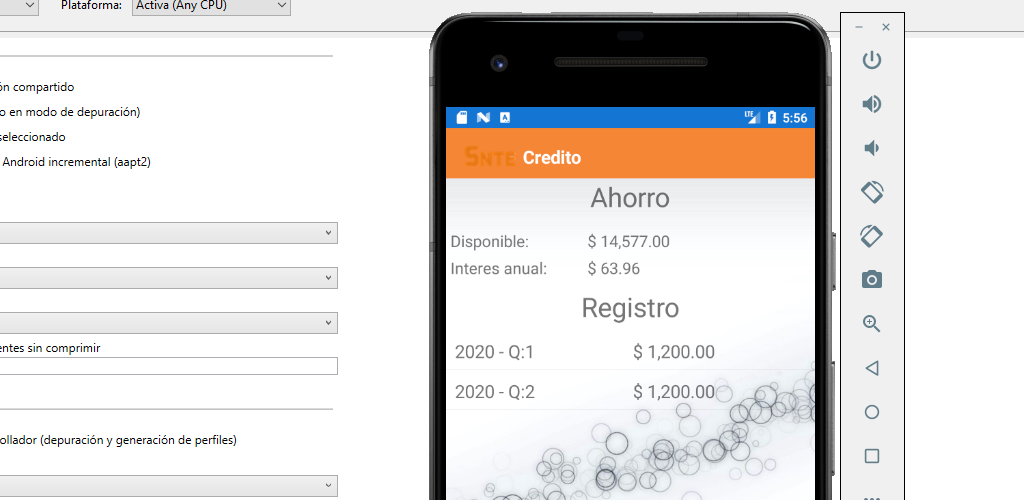 Plataforma: Activa (Any CPU)
ón compartido
o en modo de depuración)
seleccionado
Android incremental (aapt2)
entes sin comprimir
ollador (depuración y generación de perfiles)
LTE 5:56
SNTE Credito
Ahorro
Disponible: $ 14,577.00
Interes anual: $ 63.96
Registro
2020 - Q:1 $ 1,200.00
2020 - Q:2 $ 1,200.00